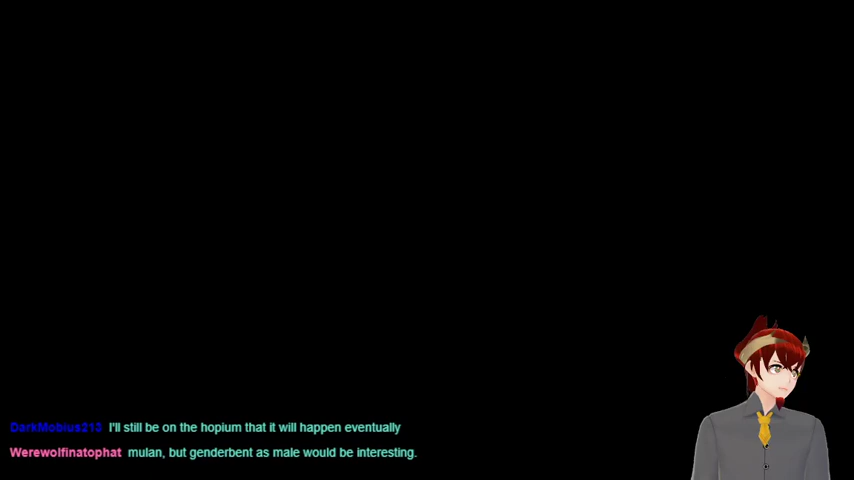 DarkMobius213 I'll still be on the hopium that it will happen eventually
Werewolfinatophat mulan, but genderbent as male would be interesting.